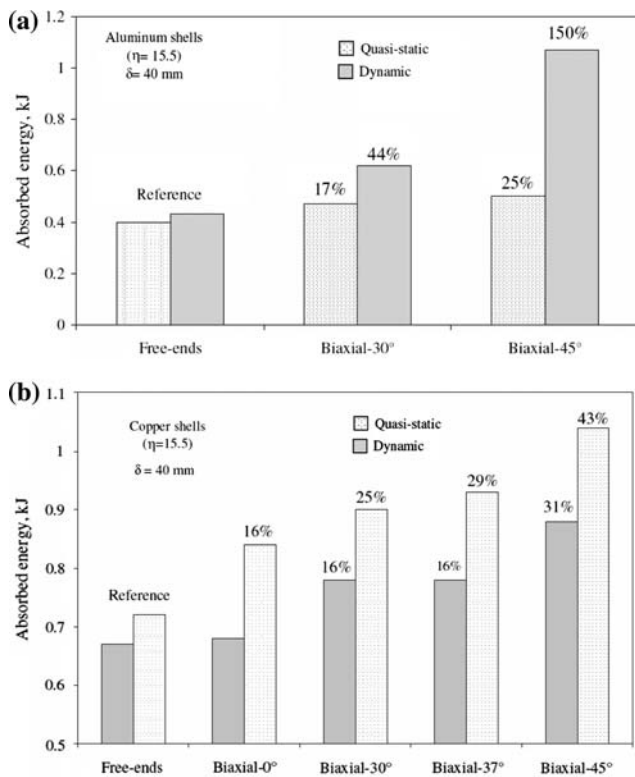 (a)
1.2
1
0.8
0.6
0.4
0.2
0
Absorbed energy, kJ
Aluminum shells
(η= 15.5)
δ= 40 mm
Quasi-static
Dynamic
Reference
17%
44%
25%
150%
Free-ends
Biaxial-30°
Biaxial-45°
(b)
1.1
1
0.9
0.8
0.7
0.6
0.5
Absorbed energy, kJ
Copper shells
(η=15.5)
δ = 40 mm
Quasi-static
Dynamic
Reference
16%
16%
25%
16%
29%
31%
43%
Free-ends
Biaxial-0°
Biaxial-30°
Biaxial-37°
Biaxial-45°